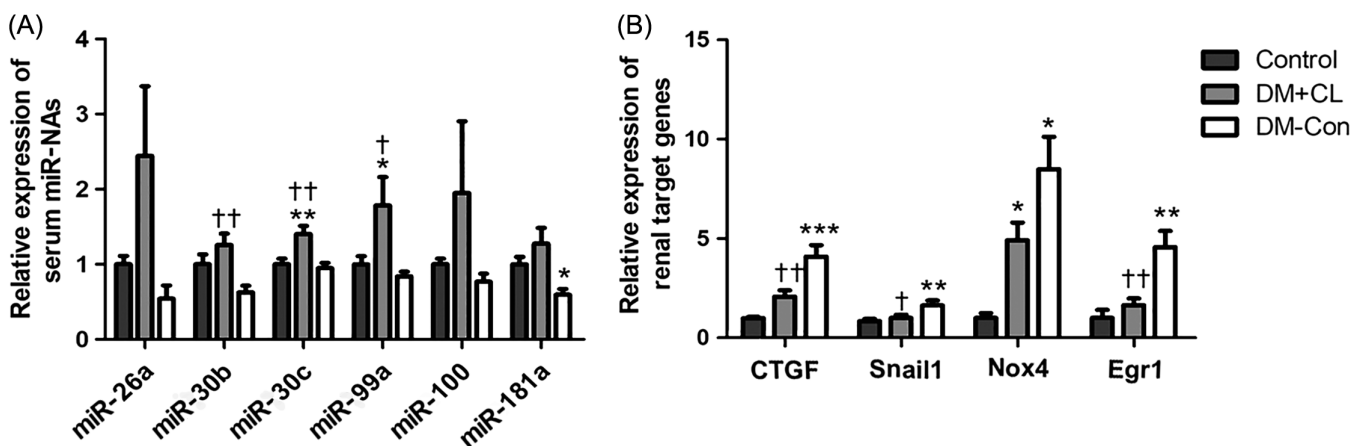 (A)
Relative expression of
serum miR-NAs
4
3
2
1
0
††
††
**
†
*
*
miR-26a
miR-30b
miR-30c
miR-99a
miR-100
miR-181a
(B)
Relative expression of
renal target genes
15
10
5
0
††
***
†
**
*
*
††
**
CTGF
Snail1
Nox4
Egr1
Control
DM+CL
DM-Con